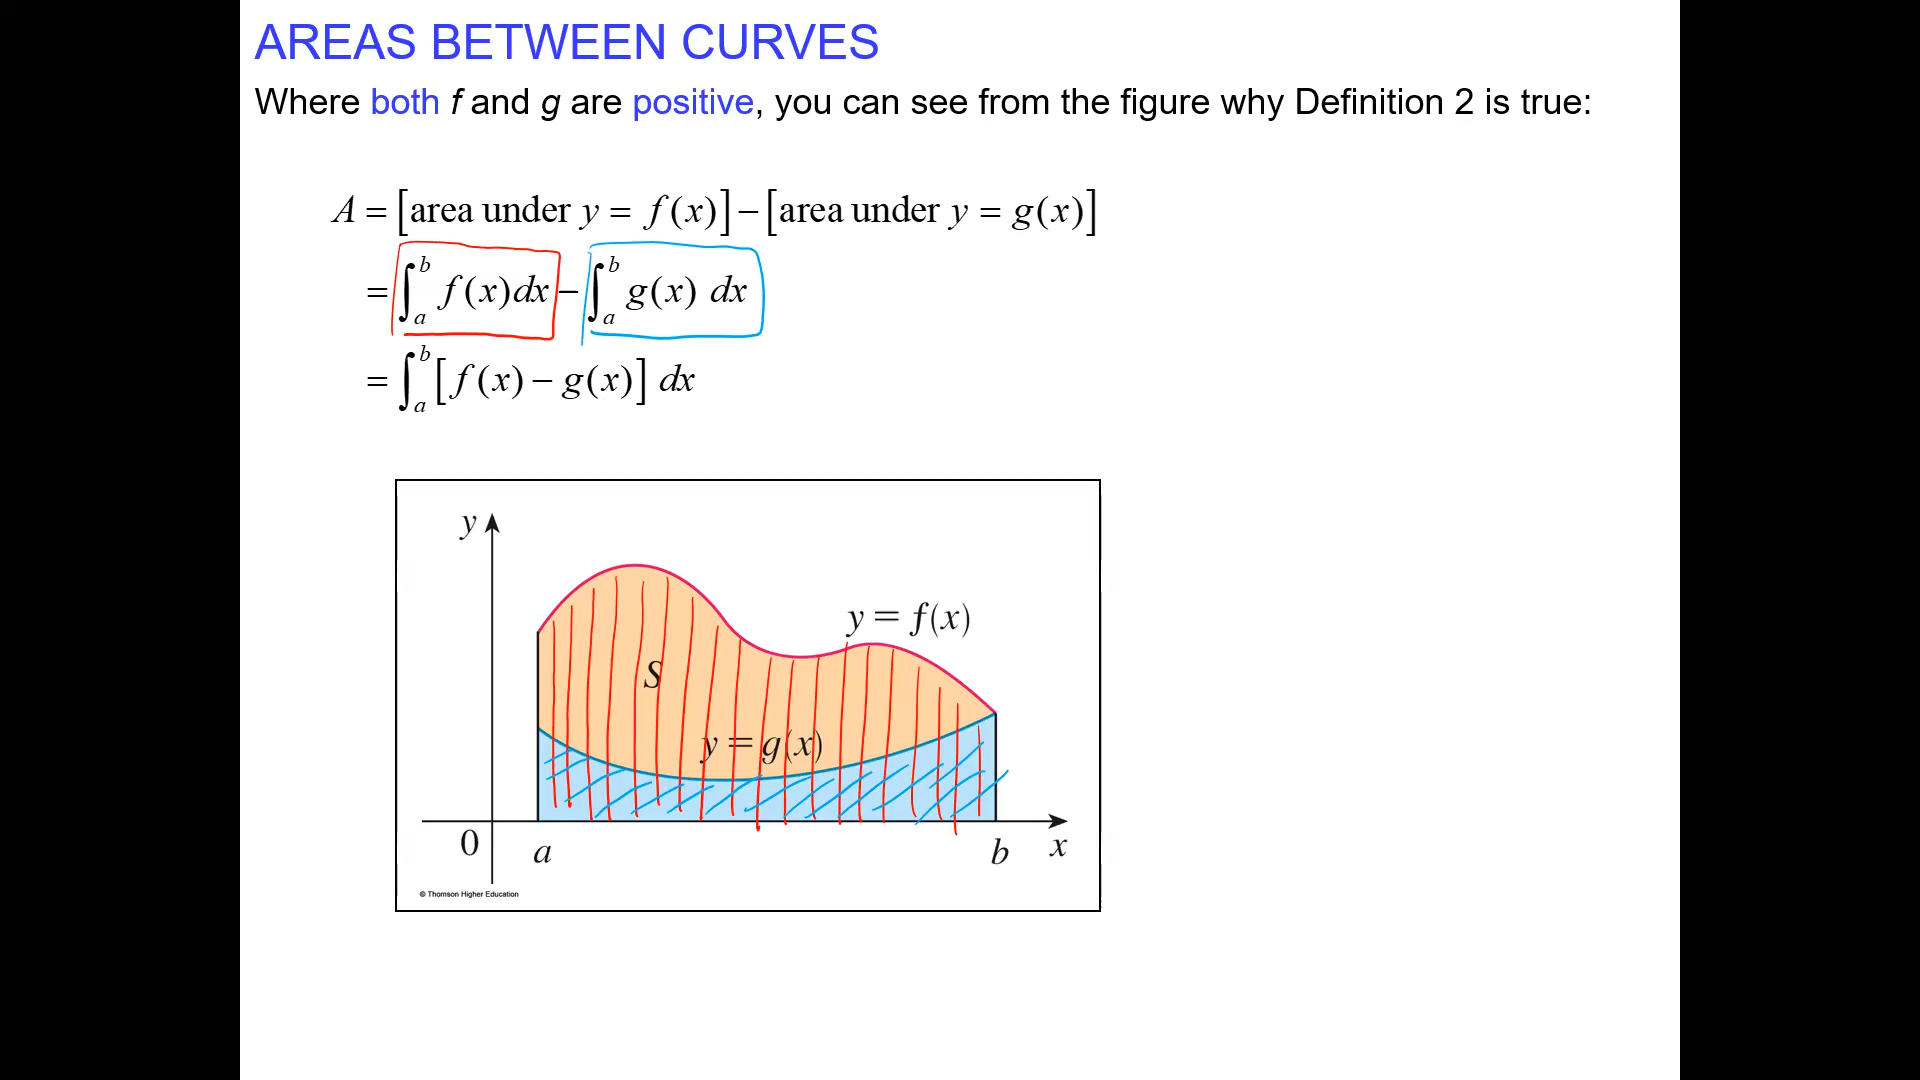 AREAS BETWEEN CURVES
Where both f and g are positive, you can see from the figure why Definition 2 is true:
A = [area under y = f(x)] − [area under y = g(x)]
= ∫_a^b f(x)dx − ∫_a^b g(x) dx
= ∫_a^b [f(x) − g(x)] dx
y
y = f(x)
S
y = g(x)
0
a
b
x
© Thomson Higher Education